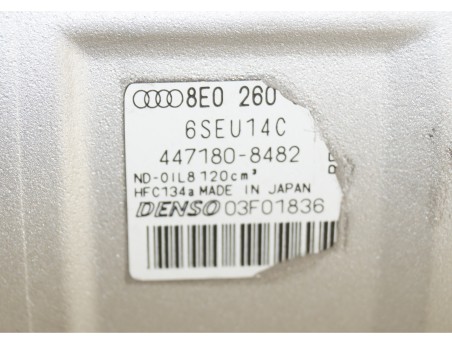 8E0 260
6SEU14C
447180-8482
ND-OIL8 120cm³
HFC134a MADE IN JAPAN
DENSO 03F01836